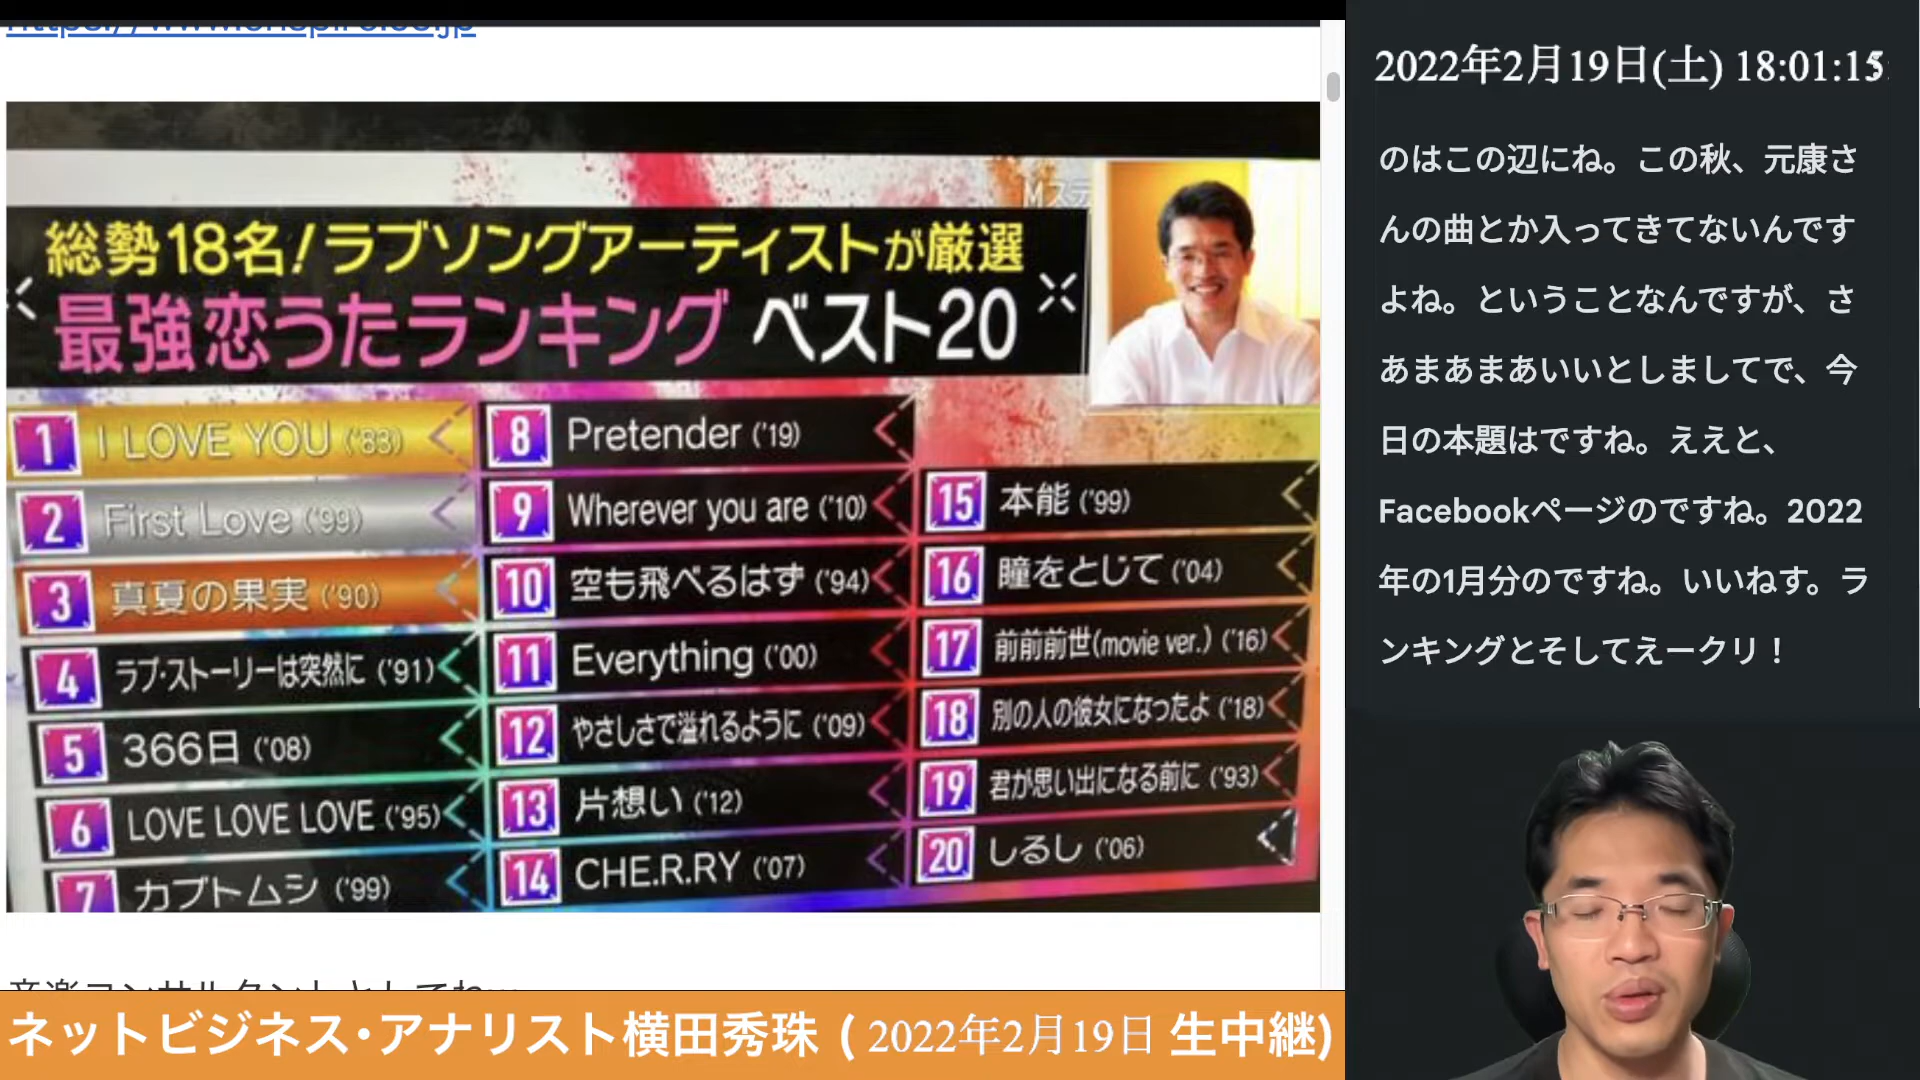 2022年2月19日(土) 18:01:15
Mステ
総勢18名!ラブソングアーティストが厳選
最強恋うたランキング ベスト20
1 I LOVE YOU ('83)
2 First Love ('99)
3 真夏の果実 ('90)
4 ラブ・ストーリーは突然に ('91)
5 366日 ('08)
6 LOVE LOVE LOVE ('95)
7 カブトムシ ('99)
8 Pretender ('19)
9 Wherever you are ('10)
10 空も飛べるはず ('94)
11 Everything ('00)
12 やさしさで溢れるように ('09)
13 片想い ('12)
14 CHE.R.RY ('07)
15 本能 ('99)
16 瞳をとじて ('04)
17 前前前世(movie ver.) ('16)
18 別の人の彼女になったよ ('18)
19 君が思い出になる前に ('93)
20 しるし ('06)
のはこの辺にね。この秋、元康さ
んの曲とか入ってきてないんです
よね。ということなんですが、さ
あまあまあいいとしましてで、今
日の本題はですね。ええと、
Facebookページのですね。2022
年の1月分のですね。いいねす。ラ
ンキングとそしてえークリ！
ネットビジネス・アナリスト横田秀珠 ( 2022年2月19日 生中継)